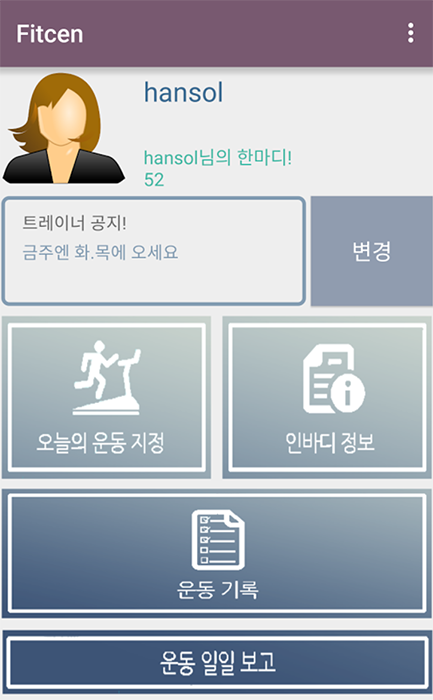 Fitcen
hansol
hansol님의 한마디!
52
트레이너 공지!
금주엔 화.목에 오세요
변경
오늘의 운동 지정
인바디 정보
운동 기록
운동 일일 보고